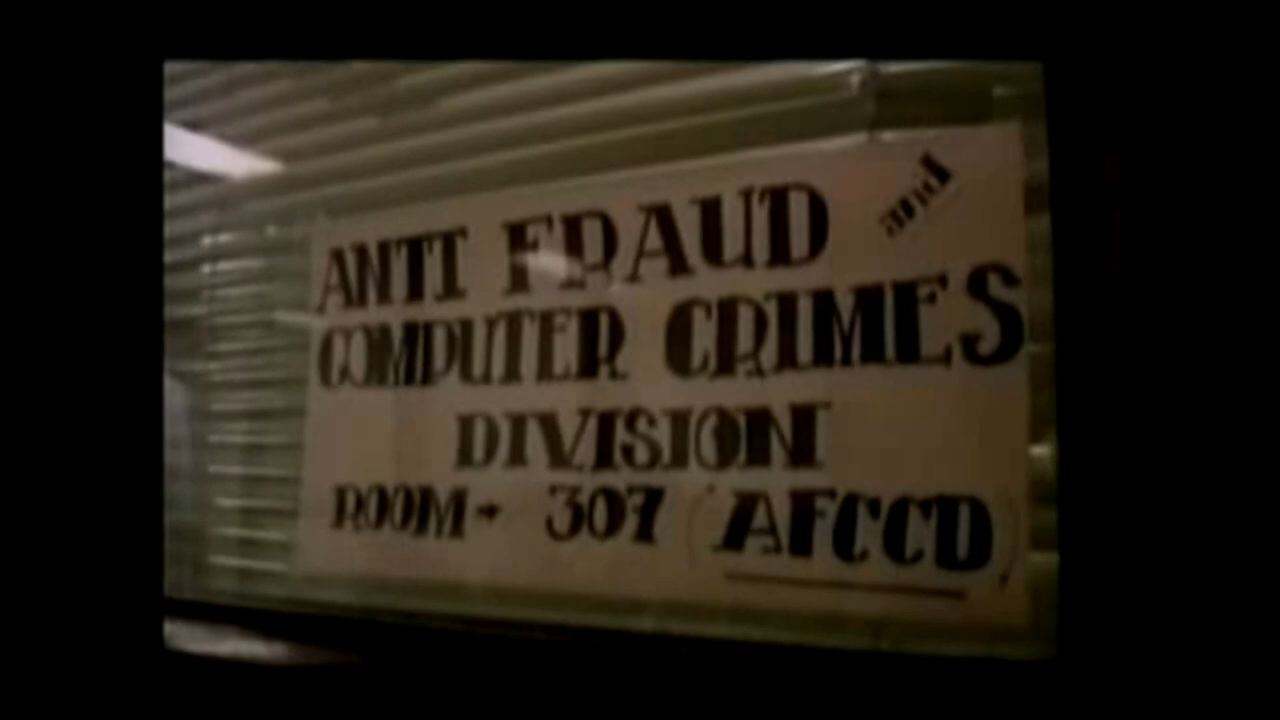 ANTI FRAUD and
COMPUTER CRIMES
DIVISION
ROOM→ 307 (AFCCD)